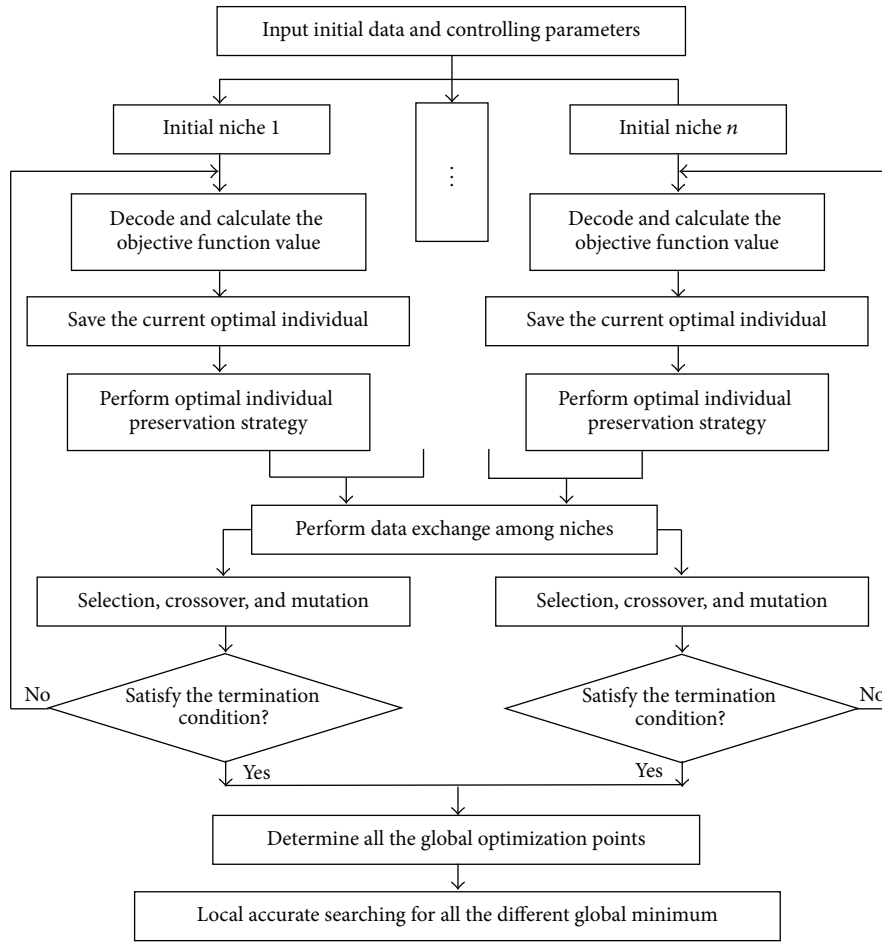 Input initial data and controlling parameters
Initial niche 1
⋮
Initial niche n
Decode and calculate the
objective function value
Decode and calculate the
objective function value
Save the current optimal individual
Save the current optimal individual
Perform optimal individual
preservation strategy
Perform optimal individual
preservation strategy
Perform data exchange among niches
Selection, crossover, and mutation
Selection, crossover, and mutation
No
Satisfy the termination
condition?
Satisfy the termination
condition?
No
Yes
Yes
Determine all the global optimization points
Local accurate searching for all the different global minimum